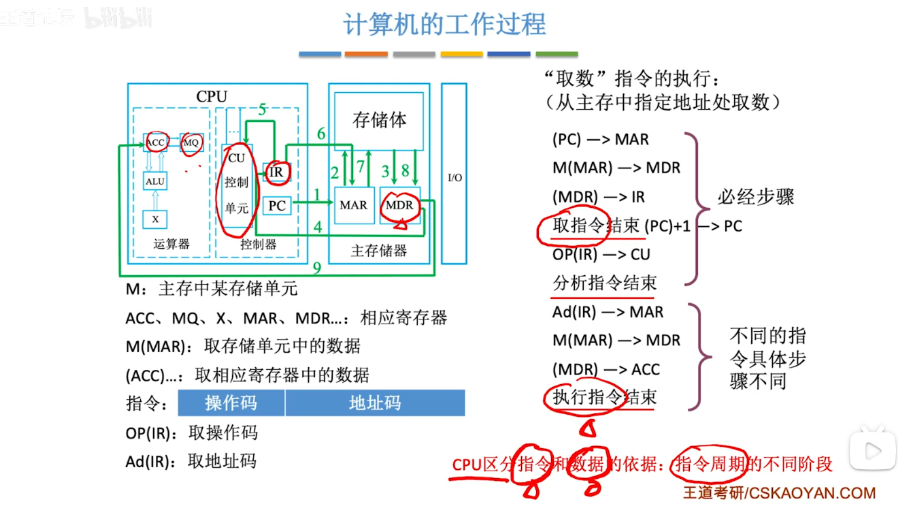 bilibili
计算机的工作过程
CPU
ACC
MQ
ALU
X
运算器
CU
控制
单元
IR
PC
控制器
5
6
1
4
9
存储体
2
7
3
8
MAR
MDR
主存储器
I/O
M：主存中某存储单元
ACC、MQ、X、MAR、MDR...：相应寄存器
M(MAR)：取存储单元中的数据
(ACC)...：取相应寄存器中的数据
指令： 操作码 地址码
OP(IR)：取操作码
Ad(IR)：取地址码
“取数”指令的执行：
（从主存中指定地址处取数）
(PC) —> MAR
M(MAR) —> MDR
(MDR) —> IR
取指令结束 (PC)+1 —> PC
OP(IR) —> CU
分析指令结束
必经步骤
Ad(IR) —> MAR
M(MAR) —> MDR
(MDR) —> ACC
执行指令结束
不同的指
令具体步
骤不同
CPU区分指令和数据的依据：指令周期的不同阶段
王道考研/CSKAOYAN.COM